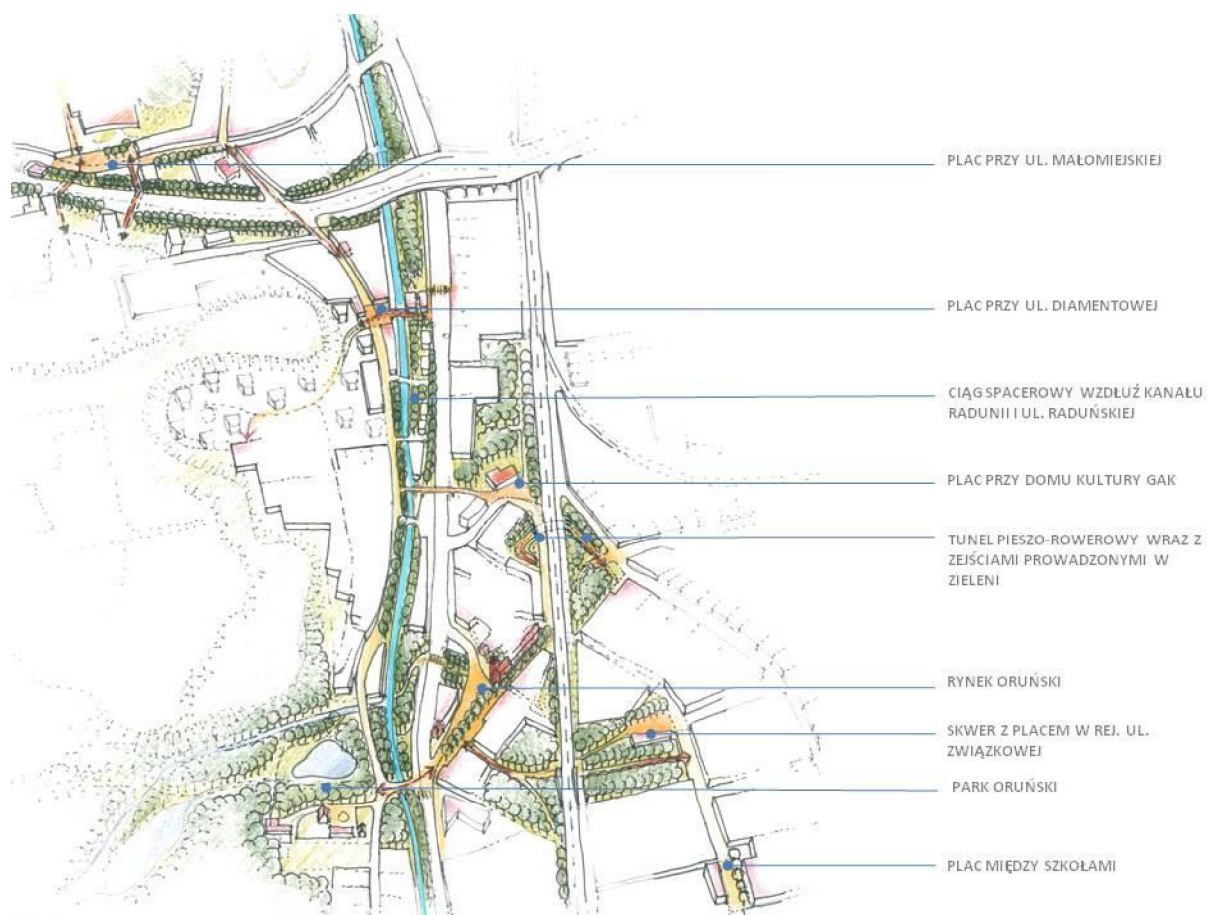 PLAC PRZY UL. MAŁOMIEJSKIEJ
PLAC PRZY UL. DIAMENTOWEJ
CIĄG SPACEROWY WZDŁUŻ KANAŁU
RADUNII I UL. RADUŃSKIEJ
PLAC PRZY DOMU KULTURY GAK
TUNEL PIESZO-ROWEROWY WRAZ Z
ZEJŚCIAMI PROWADZONYMI W
ZIELENI
RYNEK ORUŃSKI
SKWER Z PLACEM W REJ. UL.
ZWIĄZKOWEJ
PARK ORUŃSKI
PLAC MIĘDZY SZKOŁAMI